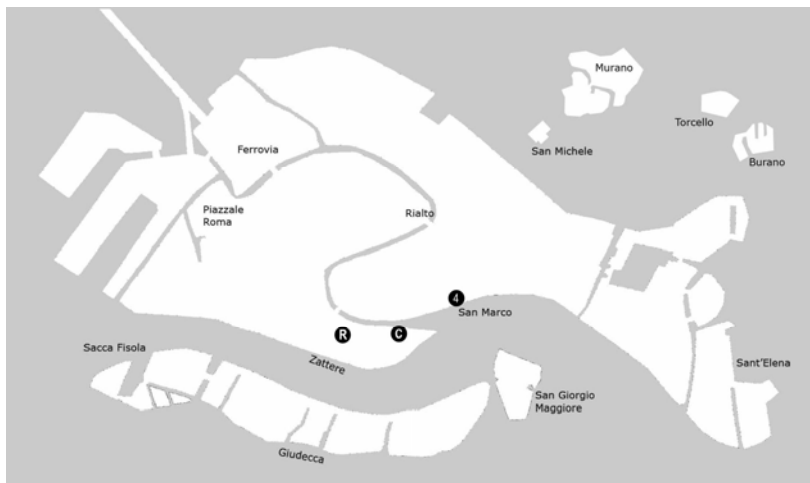 Murano
Torcello
San Michele
Burano
Ferrovia
Piazzale
Roma
Rialto
4
San Marco
R
C
Sacca Fisola
Zattere
Sant'Elena
San Giorgio
Maggiore
Giudecca